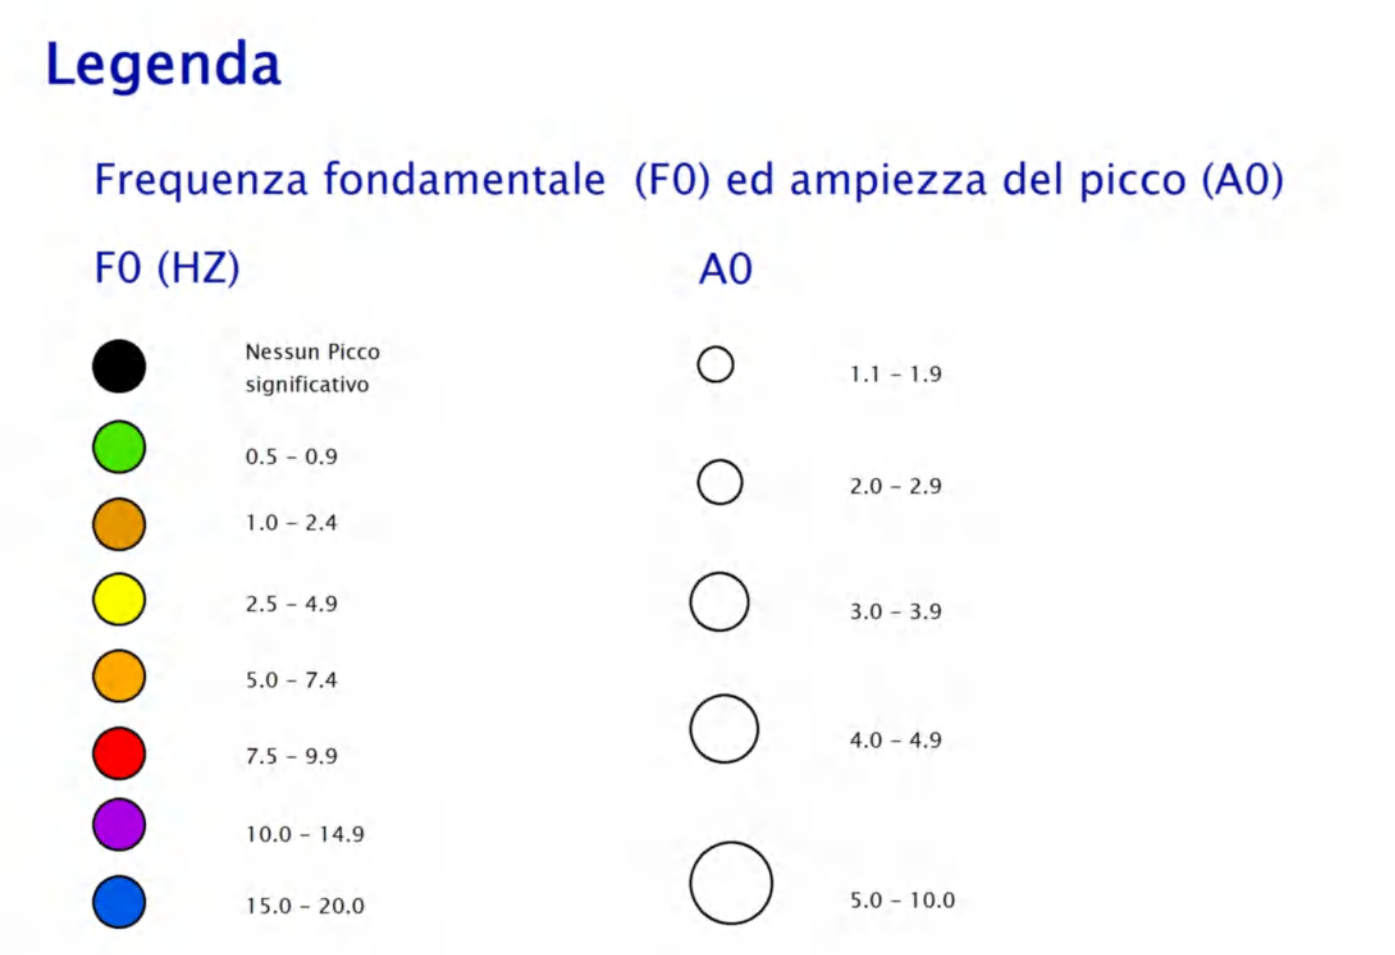 Legenda
Frequenza fondamentale (F0) ed ampiezza del picco (A0)
F0 (HZ)
Nessun Picco
significativo
0.5 – 0.9
1.0 – 2.4
2.5 – 4.9
5.0 – 7.4
7.5 – 9.9
10.0 – 14.9
15.0 – 20.0
A0
1.1 – 1.9
2.0 – 2.9
3.0 – 3.9
4.0 – 4.9
5.0 – 10.0